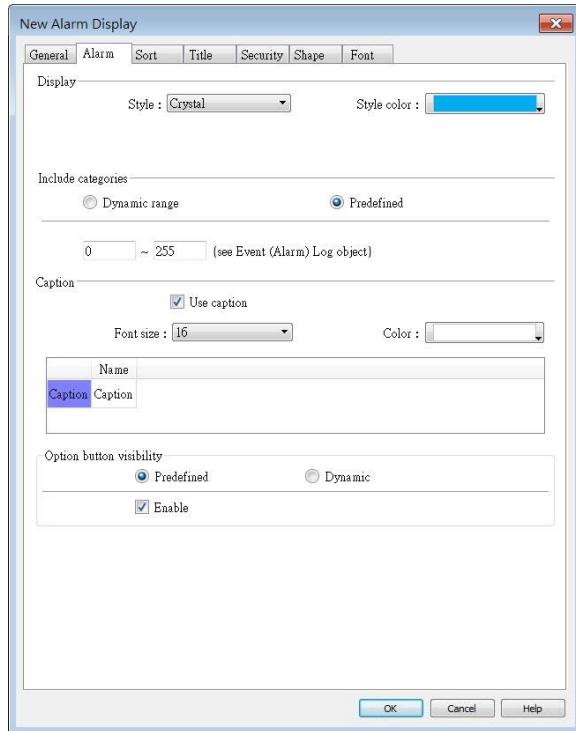 New Alarm Display
General Alarm Sort Title Security Shape Font
Display
Style : Crystal Style color :
Include categories
Dynamic range Predefined
0 ~ 255 {see Event (Alarm) Log object}
Caption
Use caption
Font size : 16 Color :
Name
Caption Caption
Option button visibility
Predefined Dynamic
Enable
OK Cancel Help